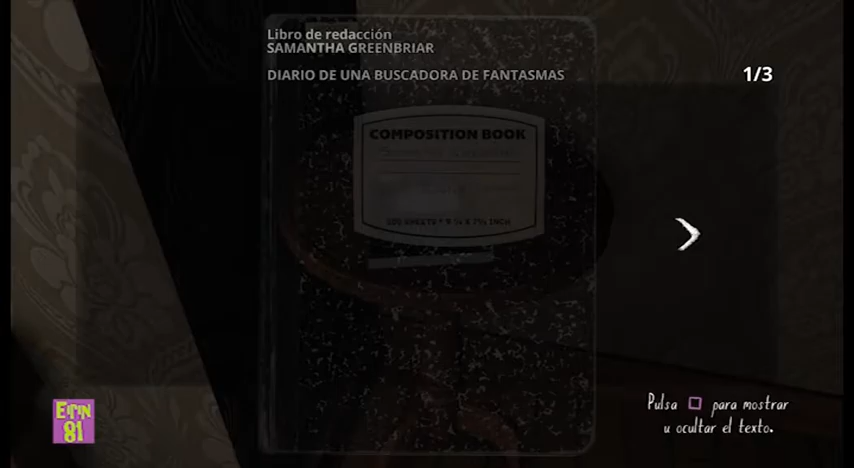 Libro de redacción
SAMANTHA GREENBRIAR
DIARIO DE UNA BUSCADORA DE FANTASMAS
1/3
COMPOSITION BOOK
Pulsa para mostrar
u ocultar el texto.